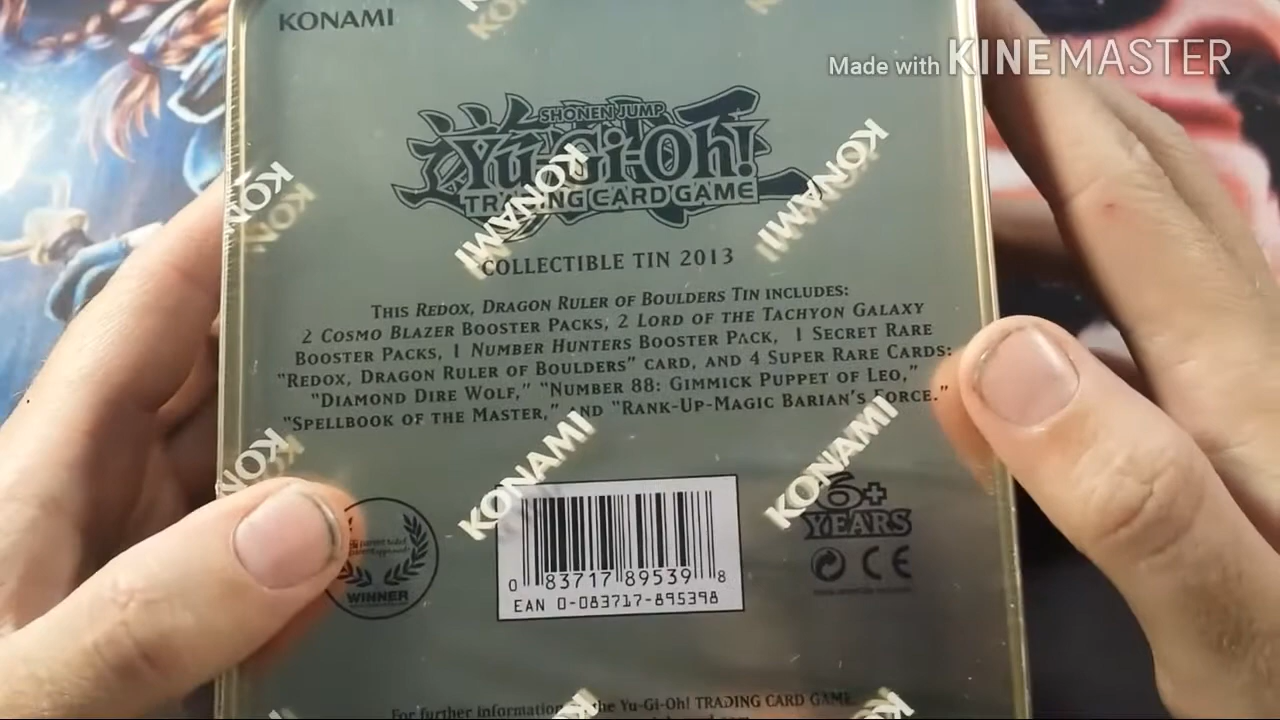 KONAMI
Made with KINEMASTER
SHONEN JUMP
Yu-Gi-Oh!
TRADING CARD GAME
KONAMI
KONAMI
KONAMI
COLLECTIBLE TIN 2013
THIS REDOX, DRAGON RULER OF BOULDERS TIN INCLUDES:
2 COSMO BLAZER BOOSTER PACKS, 2 LORD OF THE TACHYON GALAXY
BOOSTER PACKS, 1 NUMBER HUNTERS BOOSTER PACK, 1 SECRET RARE
"REDOX, DRAGON RULER OF BOULDERS" CARD, AND 4 SUPER RARE CARDS:
"DIAMOND DIRE WOLF," "NUMBER 88: GIMMICK PUPPET OF LEO,"
"SPELLBOOK OF THE MASTER," AND "RANK-UP-MAGIC BARIAN'S FORCE."
KONAMI
KONAMI
6+
YEARS
CE
WINNER
0 83717 89539 8
EAN 0-083717-895398
For further information the Yu-Gi-Oh! TRADING CARD GAME,